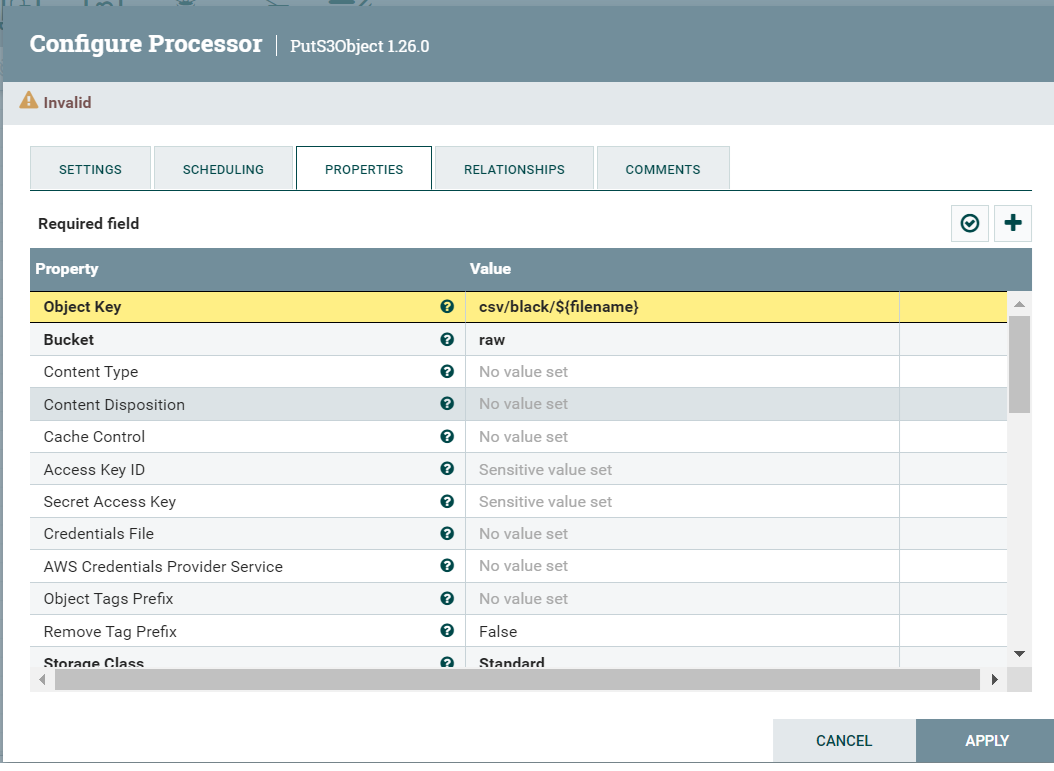 Configure Processor | PutS3Object 1.26.0
Invalid
SETTINGS SCHEDULING PROPERTIES RELATIONSHIPS COMMENTS
Required field
Property Value
Object Key csv/black/${filename}
Bucket raw
Content Type No value set
Content Disposition No value set
Cache Control No value set
Access Key ID Sensitive value set
Secret Access Key Sensitive value set
Credentials File No value set
AWS Credentials Provider Service No value set
Object Tags Prefix No value set
Remove Tag Prefix False
Storage Class Standard
CANCEL APPLY